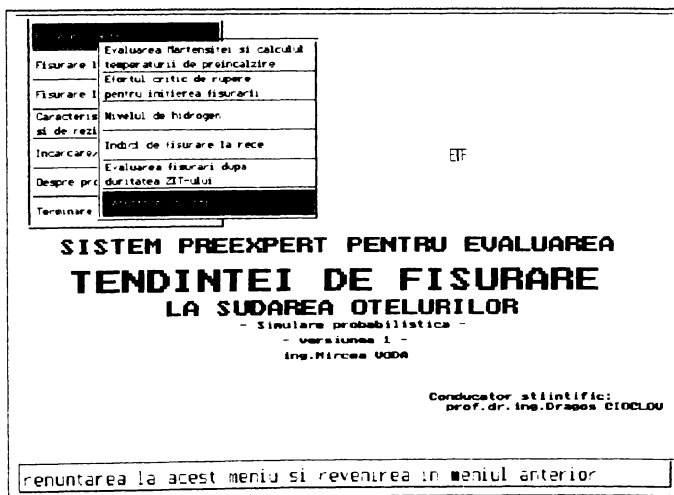 Evaluarea Martensitei si calculul
temperaturii de preincalzire
Efortul critic de rupere
pentru initierea fisurarii
Nivelul de hidrogen
Indici de fisurare la rece
Evaluarea fisurari dupa
duritatea ZIT-ului
Fisurare l
Fisurare l
Caracteris
si de rezi
Incarcare/
Despre pro
Terminare
ETF
SISTEM PREEXPERT PENTRU EVALUAREA
TENDINTEI DE FISURARE
LA SUDAREA OTELURILOR
- Simulare probabilistica -
- versiunea 1 -
ing.Mircea VODA
Conducator stiintific:
prof.dr.ing.Dragos CIOCLOV
renuntarea la acest meniu si revenirea in meniul anterior